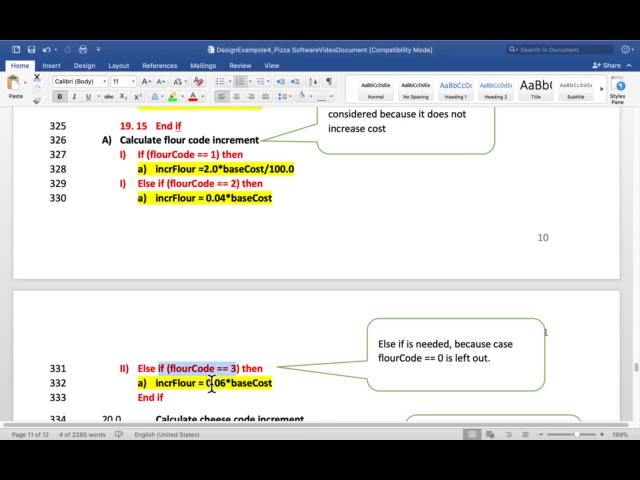 DesignExampole4_Pizza SoftwareVideoDocument [Compatibility Mode]
Search in Document
Home Insert Design Layout References Mailings Review View
Share
Paste
Calibri (Body) 11
Normal No Spacing Heading 1 Heading 2 Title Subtitle
Styles Pane
considered because it does not
increase cost
325 19. 15 End if
326 A) Calculate flour code increment
327 I) If (flourCode == 1) then
328 a) incrFlour =2.0*baseCost/100.0
329 I) Else if (flourCode == 2) then
330 a) incrFlour = 0.04*baseCost
10
1
Else if is needed, because case
flourCode == 0 is left out.
331 II) Else if (flourCode == 3) then
332 a) incrFlour = 0.06*baseCost
333 End if
334 20.0 Calculate cheese code increment
Page 11 of 12 4 of 2280 words English (United States) 160%